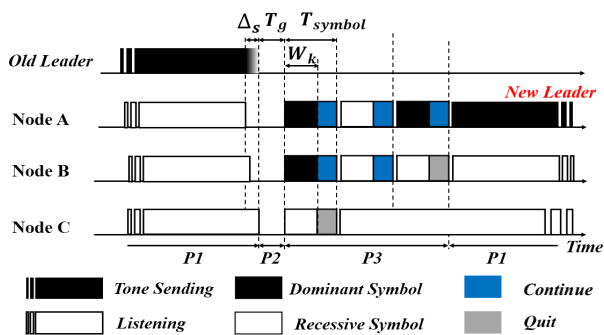 Δs Tg Tsymbol
Old Leader
Wk
New Leader
Node A
Node B
Node C
Time
P1 P2 P3 P1
Tone Sending Dominant Symbol Continue
Listening Recessive Symbol Quit